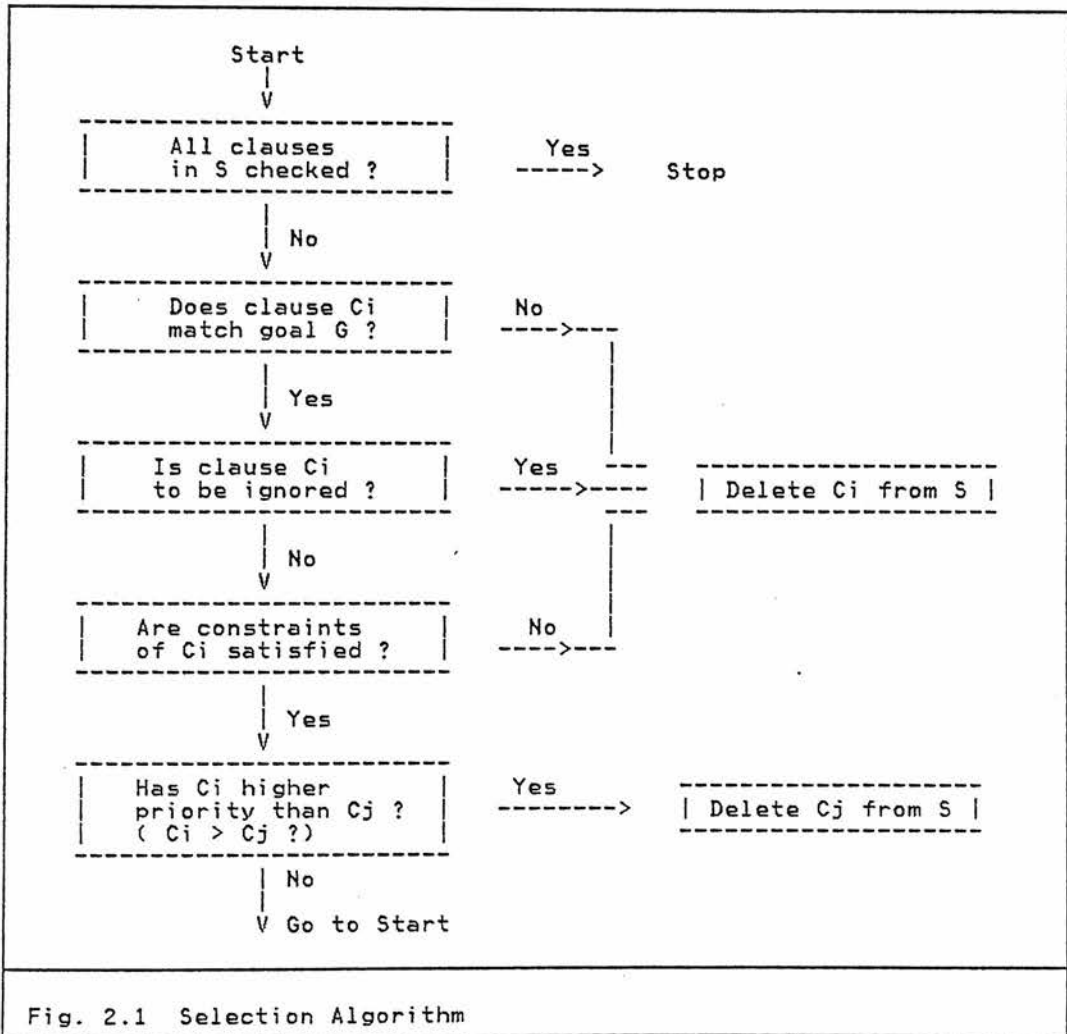 Start
All clauses Yes
in S checked ? Stop
No
Does clause Ci No
match goal G ?
Yes
Is clause Ci Yes
to be ignored ? Delete Ci from S
No
Are constraints No
of Ci satisfied ?
Yes
Has Ci higher Yes
priority than Cj ? Delete Cj from S
( Ci > Cj ?)
No
Go to Start
Fig. 2.1 Selection Algorithm